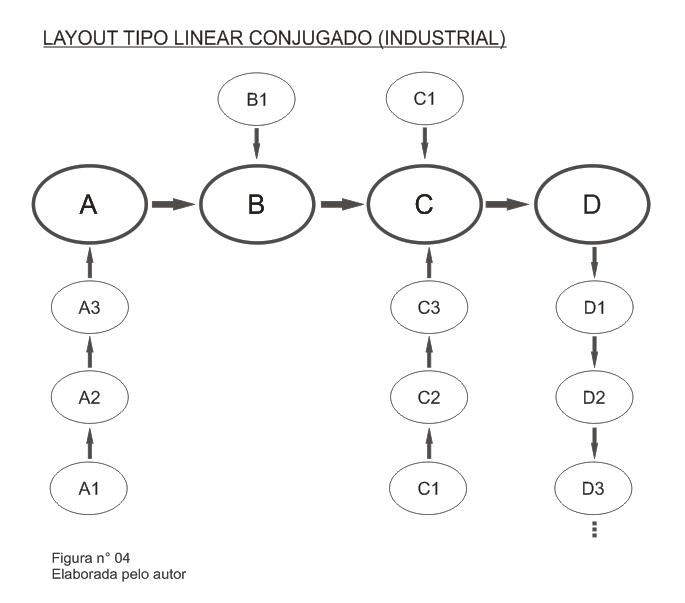 LAYOUT TIPO LINEAR CONJUGADO (INDUSTRIAL)
B1
C1
A
B
C
D
A3
C3
D1
A2
C2
D2
A1
C1
D3
Figura n° 04
Elaborada pelo autor